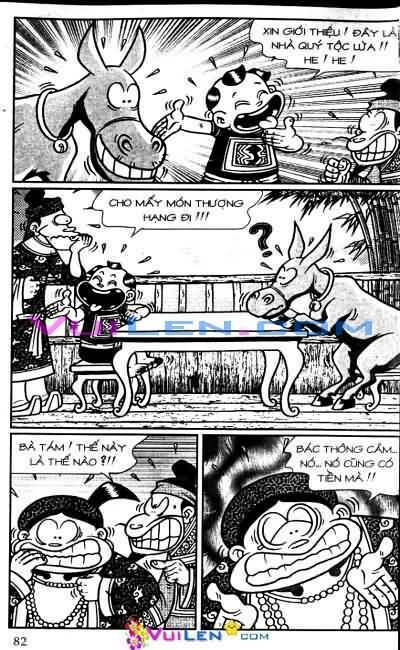 XIN GIỚI THIỆU! ĐÂY LÀ
NHÀ QUÝ TỘC LỪA!!
HE! HE!
CHO MẤY MÓN THƯỢNG
HẠNG ĐI!!!
?
VUILEN.COM
BÀ TÁM! THẾ NÀY
LÀ THẾ NÀO?!!
BÁC THÔNG CẢM...
NÓ... NÓ CŨNG CÓ
TIỀN MÀ!!
82
VUILEN.COM